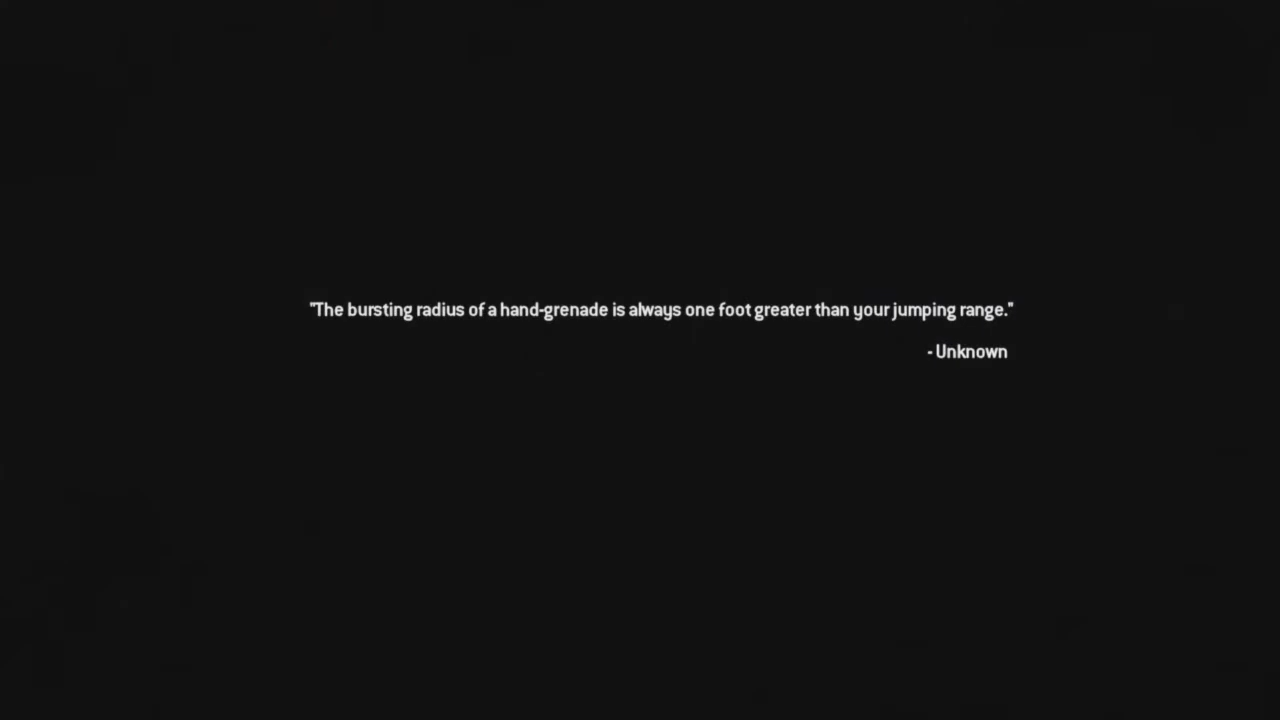 "The bursting radius of a hand-grenade is always one foot greater than your jumping range."
- Unknown